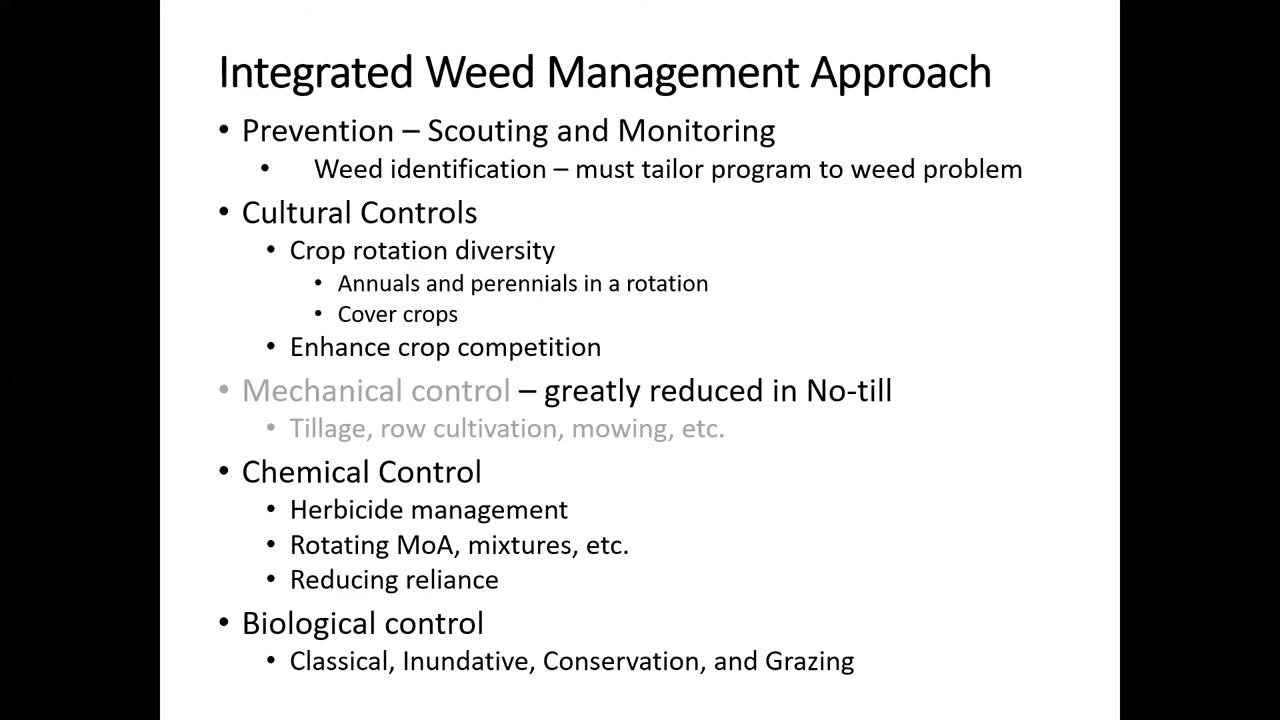 Integrated Weed Management Approach
• Prevention – Scouting and Monitoring
• Weed identification – must tailor program to weed problem
• Cultural Controls
• Crop rotation diversity
• Annuals and perennials in a rotation
• Cover crops
• Enhance crop competition
• Mechanical control – greatly reduced in No-till
• Tillage, row cultivation, mowing, etc.
• Chemical Control
• Herbicide management
• Rotating MoA, mixtures, etc.
• Reducing reliance
• Biological control
• Classical, Inundative, Conservation, and Grazing